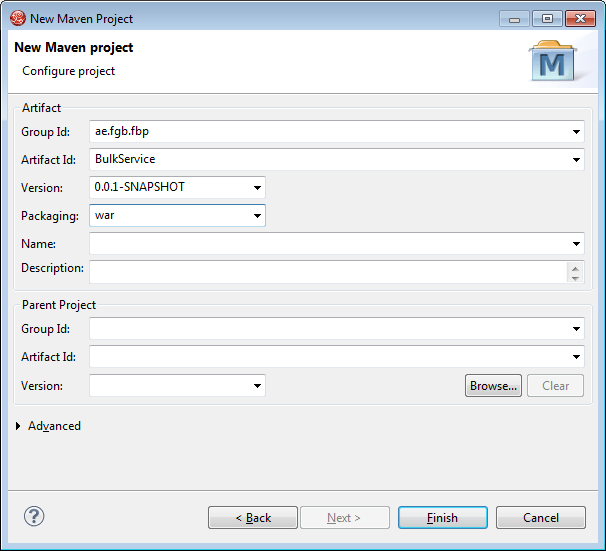 New Maven Project
New Maven project
Configure project
M
Artifact
Group Id: ae.fgb.fbp
Artifact Id: BulkService
Version: 0.0.1-SNAPSHOT
Packaging: war
Name:
Description:
Parent Project
Group Id:
Artifact Id:
Version: Browse... Clear
Advanced
? < Back Next > Finish Cancel